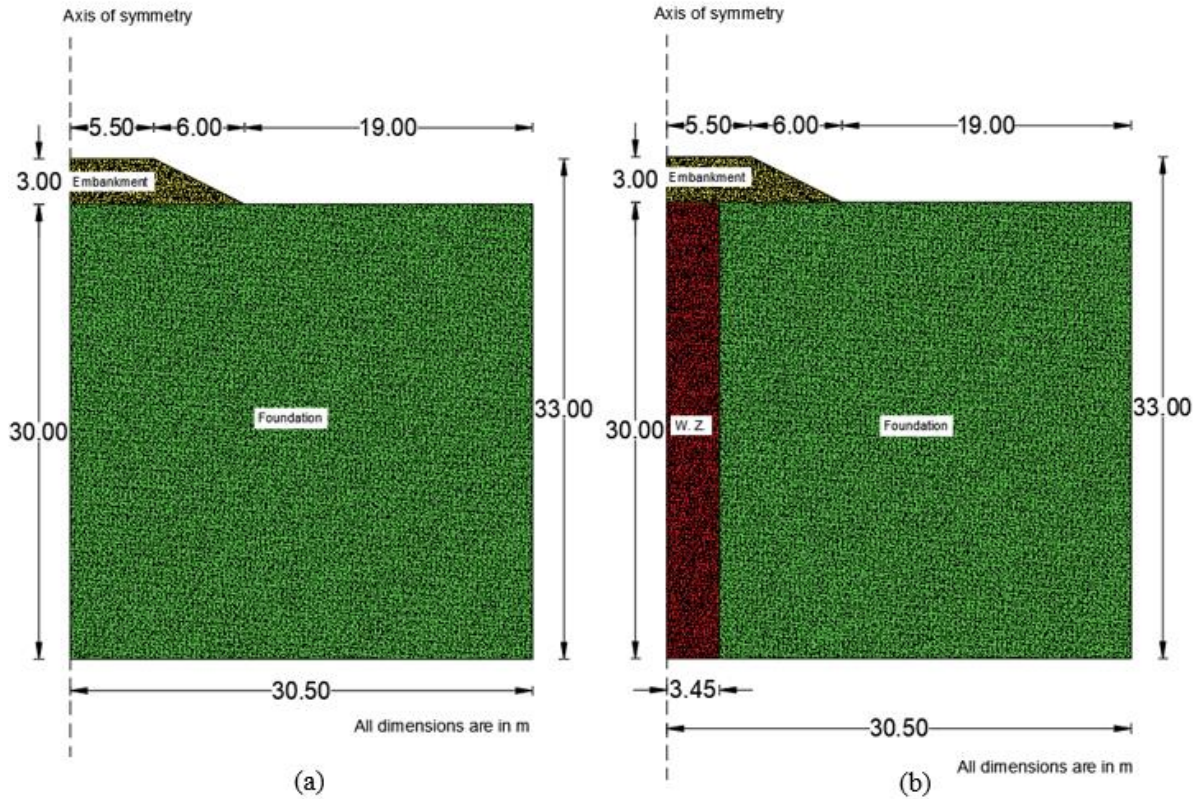 Axis of symmetry
5.50 6.00 19.00
3.00
Embankment
Foundation
30.00
33.00
30.50
All dimensions are in m
(a)
Axis of symmetry
5.50 6.00 19.00
3.00
Embankment
W. Z.
Foundation
30.00
33.00
3.45
30.50
All dimensions are in m
(b)